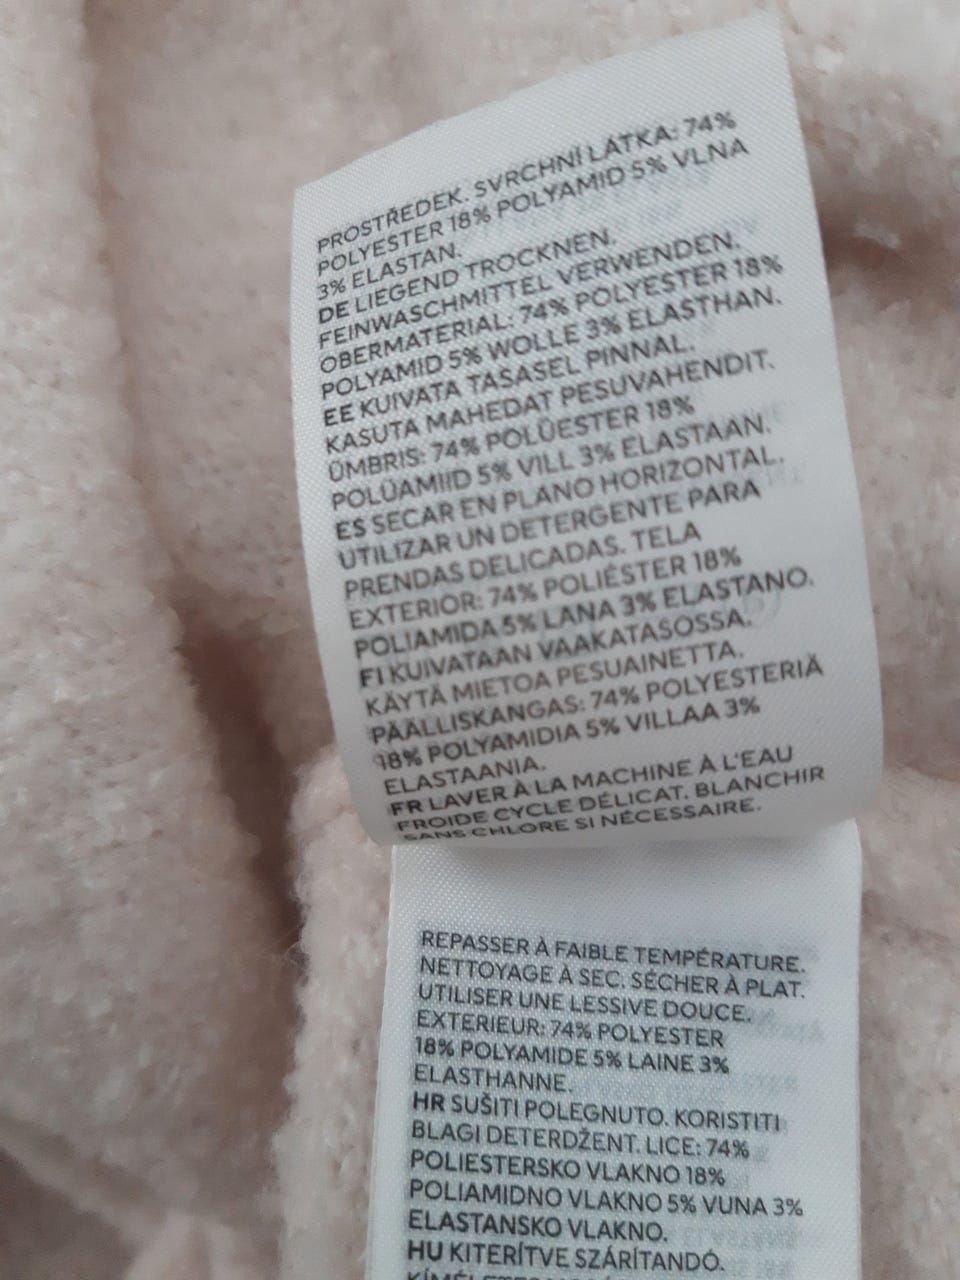 PROSTŘEDEK. SVRCHNÍ LÁTKA: 74%
POLYESTER 18% POLYAMID 5% VLNA
3% ELASTAN.
DE LIEGEND TROCKNEN.
FEINWASCHMITTEL VERWENDEN.
OBERMATERIAL: 74% POLYESTER 18%
POLYAMID 5% WOLLE 3% ELASTHAN.
EE KUIVATA TASASEL PINNAL.
KASUTA MAHEDAT PESUVAHENDIT.
ÜMBRIS: 74% POLÜESTER 18%
POLÜAMIID 5% VILL 3% ELASTAAN.
ES SECAR EN PLANO HORIZONTAL.
UTILIZAR UN DETERGENTE PARA
PRENDAS DELICADAS. TELA
EXTERIOR: 74% POLIÉSTER 18%
POLIAMIDA 5% LANA 3% ELASTANO.
FI KUIVATAAN VAAKATASOSSA.
KÄYTÄ MIETOA PESUAINETTA.
PÄÄLLISKANGAS: 74% POLYESTERIÄ
18% POLYAMIDIA 5% VILLAA 3%
ELASTAANIA.
FR LAVER À LA MACHINE À L'EAU
FROIDE CYCLE DÉLICAT. BLANCHIR
SANS CHLORE SI NÉCESSAIRE.
REPASSER À FAIBLE TEMPÉRATURE.
NETTOYAGE À SEC. SÉCHER À PLAT.
UTILISER UNE LESSIVE DOUCE.
EXTERIEUR: 74% POLYESTER
18% POLYAMIDE 5% LAINE 3%
ELASTHANNE.
HR SUŠITI POLEGNUTO. KORISTITI
BLAGI DETERDŽENT. LICE: 74%
POLIESTERSKO VLAKNO 18%
POLIAMIDNO VLAKNO 5% VUNA 3%
ELASTANSKO VLAKNO.
HU KITERÍTVE SZÁRÍTANDÓ.